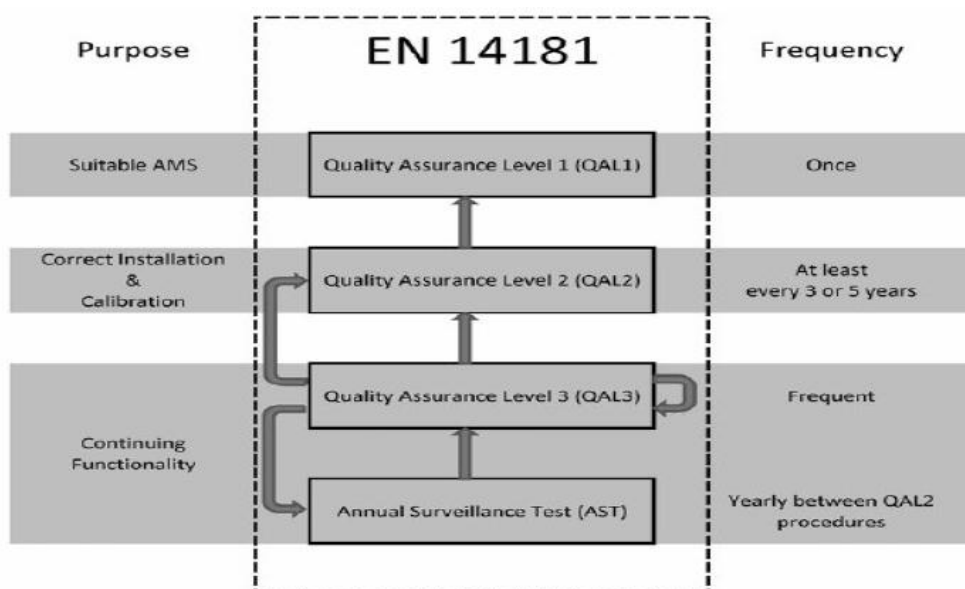 Purpose
EN 14181
Frequency
Suitable AMS
Quality Assurance Level 1 (QAL1)
Once
Correct Installation
&
Calibration
Quality Assurance Level 2 (QAL2)
At least
every 3 or 5 years
Continuing
Functionality
Quality Assurance Level 3 (QAL3)
Frequent
Annual Surveillance Test (AST)
Yearly between QAL2
procedures